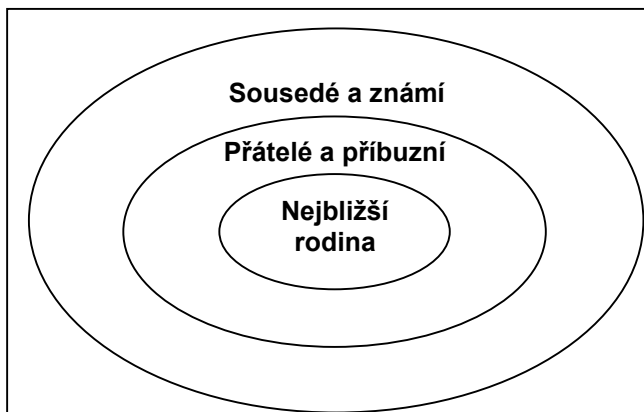 Sousedé a známí
Přátelé a příbuzní
Nejbližší
rodina